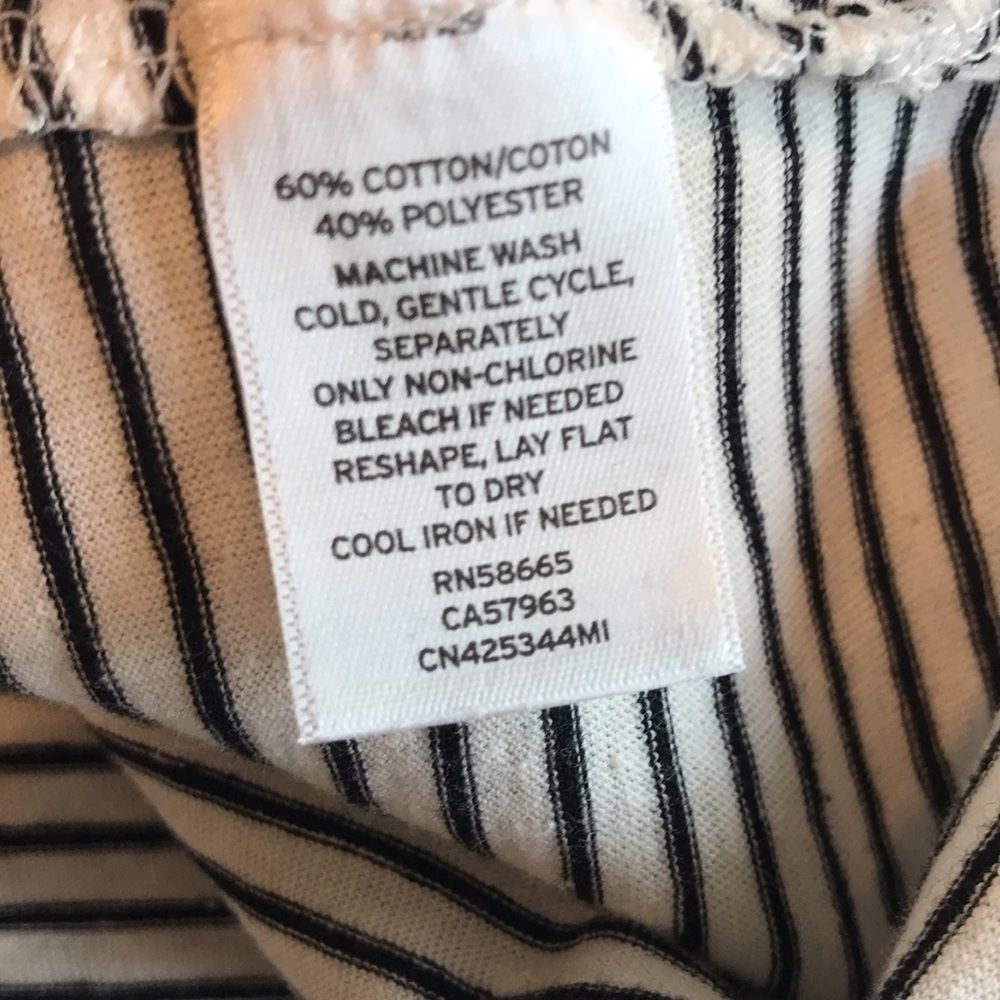 60% COTTON/COTON
40% POLYESTER
MACHINE WASH
COLD, GENTLE CYCLE,
SEPARATELY
ONLY NON-CHLORINE
BLEACH IF NEEDED
RESHAPE, LAY FLAT
TO DRY
COOL IRON IF NEEDED
RN58665
CA57963
CN425344MI